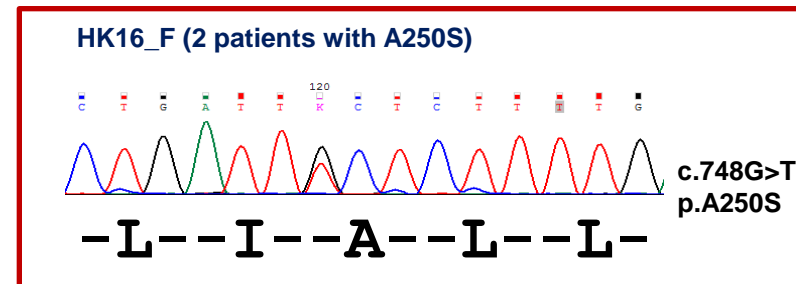 HK16_F (2 patients with A250S)
120
C T G A T T K C T C T T T T G
c.748G>T
p.A250S
-L--I--A--L--L-